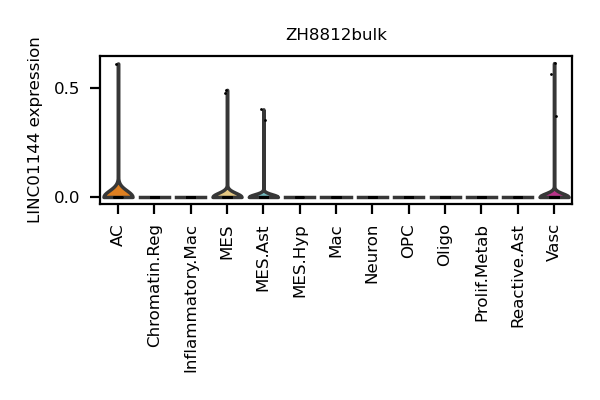 ZH8812bulk
LINC01144 expression
0.5
0.0
AC
Chromatin.Reg
Inflammatory.Mac
MES
MES.Ast
MES.Hyp
Mac
Neuron
OPC
Oligo
Prolif.Metab
Reactive.Ast
Vasc